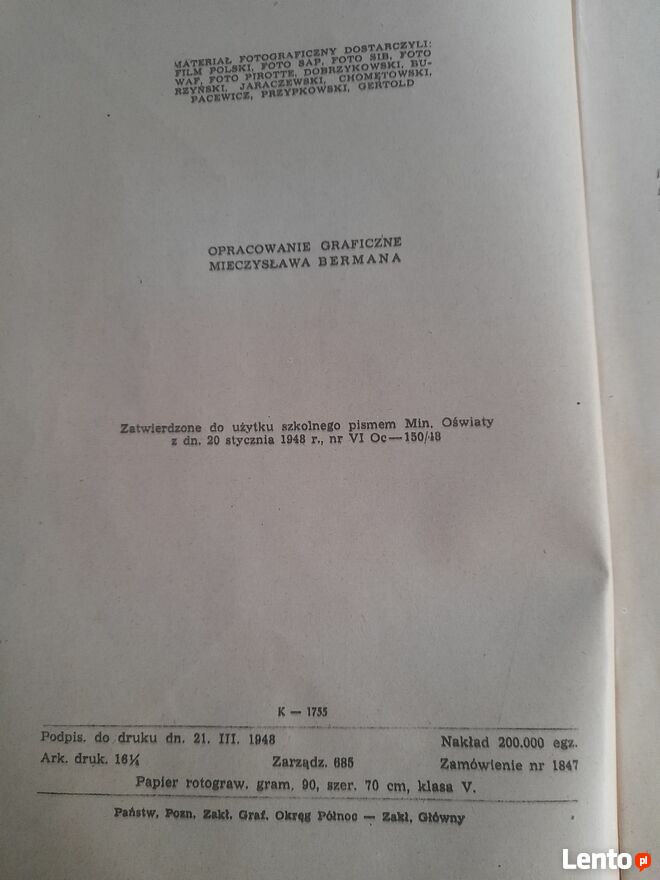 MATERIAŁ FOTOGRAFICZNY DOSTARCZYLI:
FILM POLSKI, FOTO SAP, FOTO SIB, FOTO
WAF, FOTO PIROTTE, DOBRZYKOWSKI, BU-
RZYŃSKI, JARACZEWSKI, CHOMĘTOWSKI,
PACEWICZ, PRZYPKOWSKI, GERTOLD
OPRACOWANIE GRAFICZNE
MIECZYSŁAWA BERMANA
Zatwierdzone do użytku szkolnego pismem Min. Oświaty
z dn. 20 stycznia 1948 r., nr VI Oc—150/48
K — 1755
Podpis. do druku dn. 21. III. 1948 Nakład 200.000 egz.
Ark. druk. 16¼ Zarządz. 685 Zamówienie nr 1847
Papier rotograw. gram. 90, szer. 70 cm, klasa V.
Państw. Pozn. Zakł. Graf. Okręg Północ — Zakł. Główny
Lento.pl